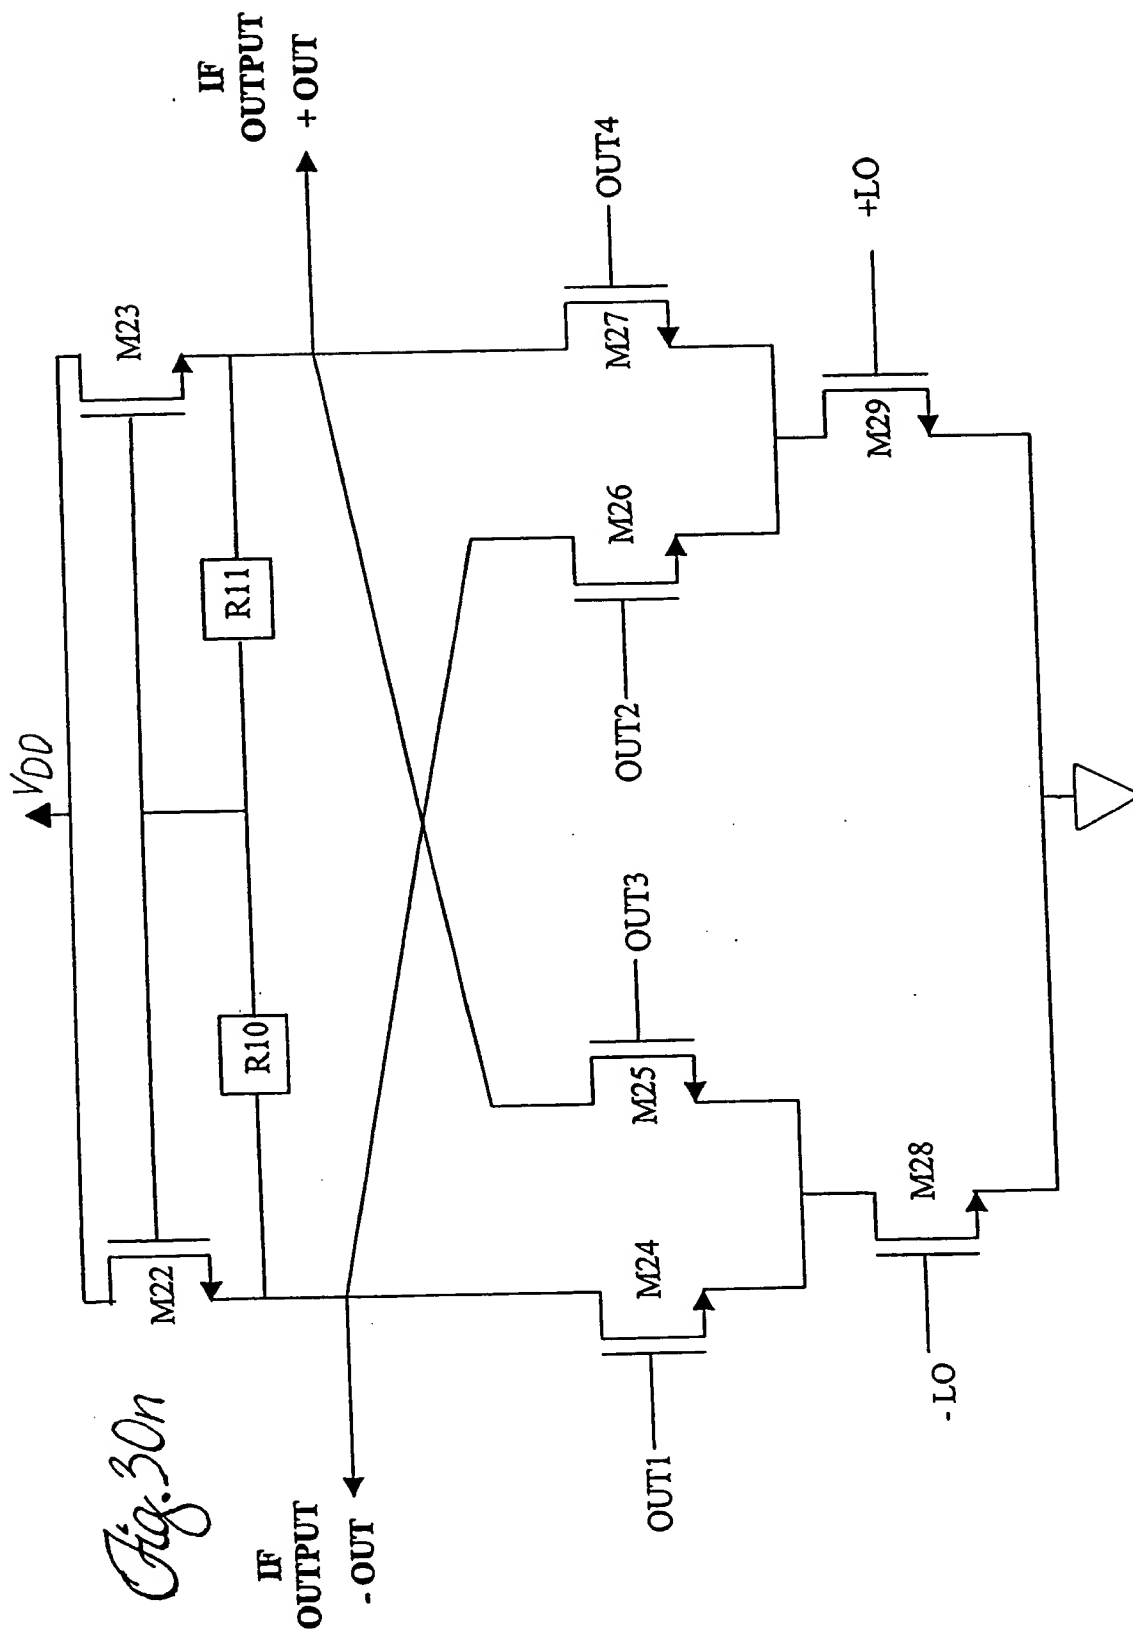 Fig. 30n
VDD
IF
OUTPUT
- OUT
IF
OUTPUT
+ OUT
M22
M23
R10
R11
OUT1
M24
M25
OUT3
OUT2
M26
M27
OUT4
- LO
M28
M29
+LO